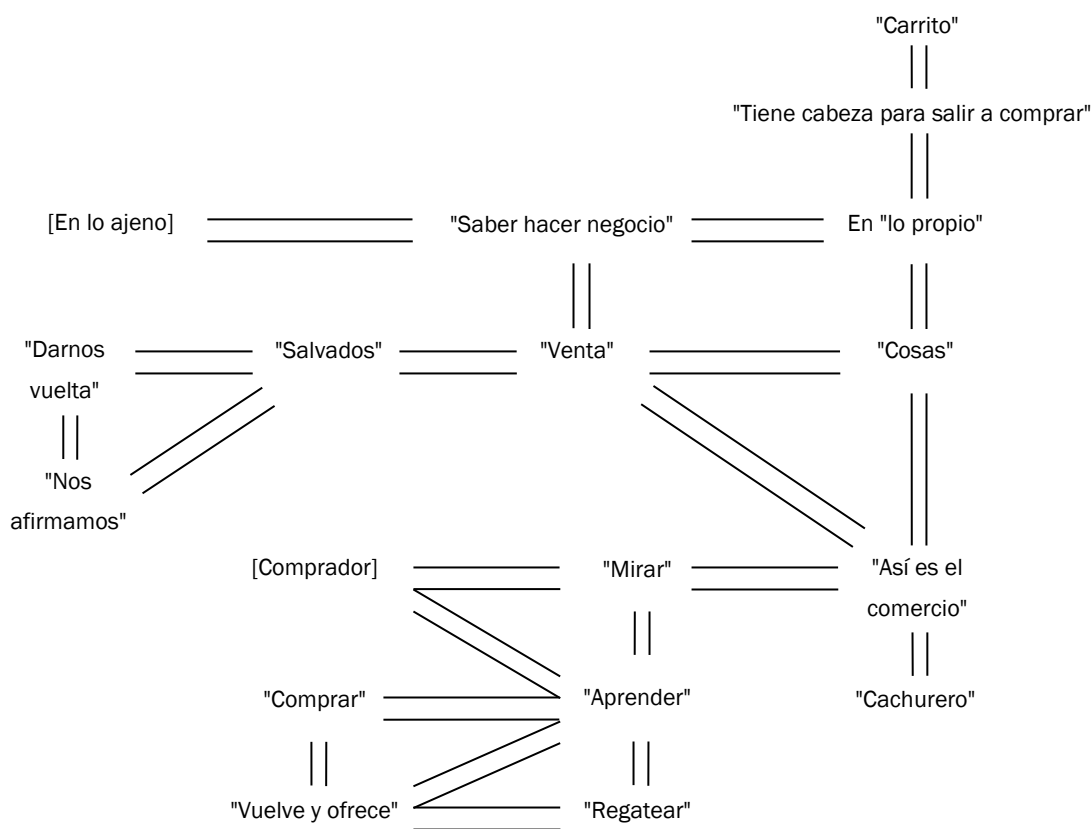 "Carrito"
"Tiene cabeza para salir a comprar"
[En lo ajeno]
"Saber hacer negocio"
En "lo propio"
"Darnos
vuelta"
"Salvados"
"Venta"
"Cosas"
"Nos
afirmamos"
[Comprador]
"Mirar"
"Así es el
comercio"
"Comprar"
"Aprender"
"Cachurero"
"Vuelve y ofrece"
"Regatear"